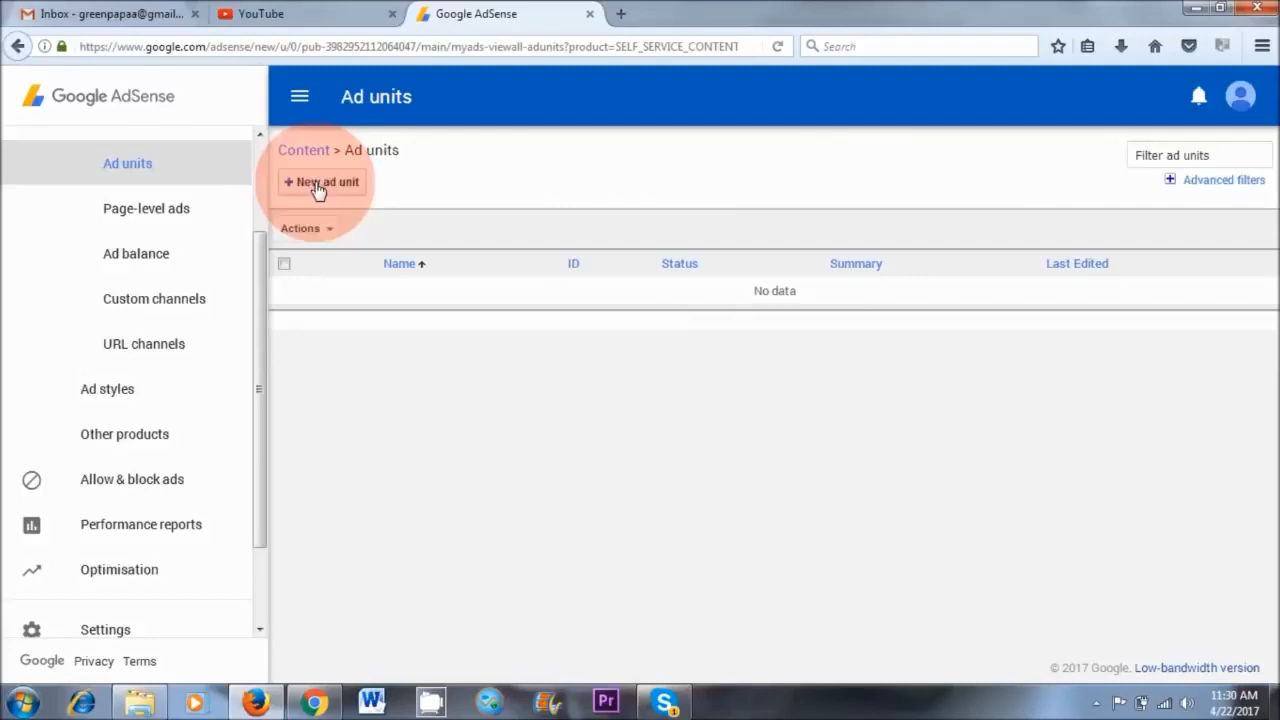 Inbox - greenpapaa@gmail...
YouTube
Google AdSense
https://www.google.com/adsense/new/u/0/pub-3982952112064047/main/myads-viewall-adunits?product=SELF_SERVICE_CONTENT
Search
Google AdSense
Ad units
Content > Ad units
Filter ad units
Advanced filters
+ New ad unit
Actions
Name
ID
Status
Summary
Last Edited
No data
Ad units
Page-level ads
Ad balance
Custom channels
URL channels
Ad styles
Other products
Allow & block ads
Performance reports
Optimisation
Settings
Google Privacy Terms
© 2017 Google. Low-bandwidth version
Pr
11:30 AM
4/22/2017